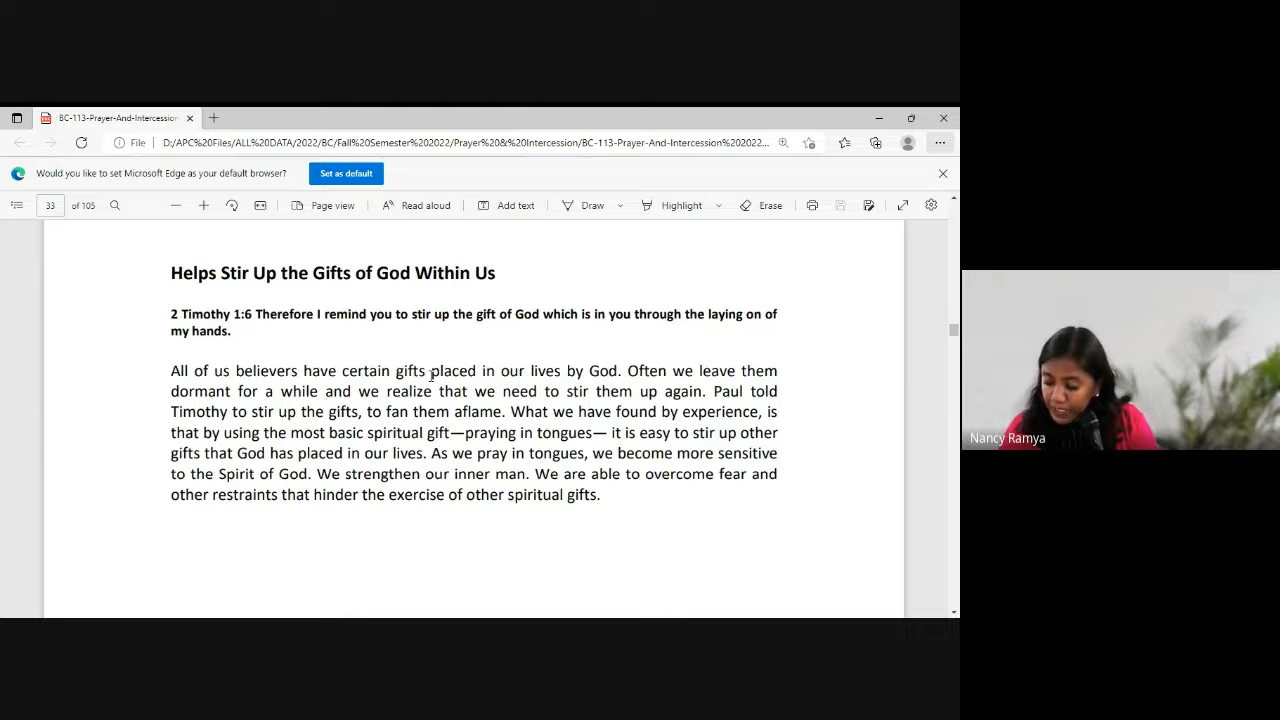 BC-113-Prayer-And-Intercession
File
D:/APC%20Files/ALL%20DATA/2022/BC/Fall%20Semester%202022/Prayer%20&%20Intercession/BC-113-Prayer-And-Intercession%202022...
Would you like to set Microsoft Edge as your default browser?
Set as default
33 of 105
Page view
Read aloud
Add text
Draw
Highlight
Erase
Helps Stir Up the Gifts of God Within Us
2 Timothy 1:6 Therefore I remind you to stir up the gift of God which is in you through the laying on of
my hands.
All of us believers have certain gifts placed in our lives by God. Often we leave them
dormant for a while and we realize that we need to stir them up again. Paul told
Timothy to stir up the gifts, to fan them aflame. What we have found by experience, is
that by using the most basic spiritual gift—praying in tongues— it is easy to stir up other
gifts that God has placed in our lives. As we pray in tongues, we become more sensitive
to the Spirit of God. We strengthen our inner man. We are able to overcome fear and
other restraints that hinder the exercise of other spiritual gifts.
Nancy Ramya